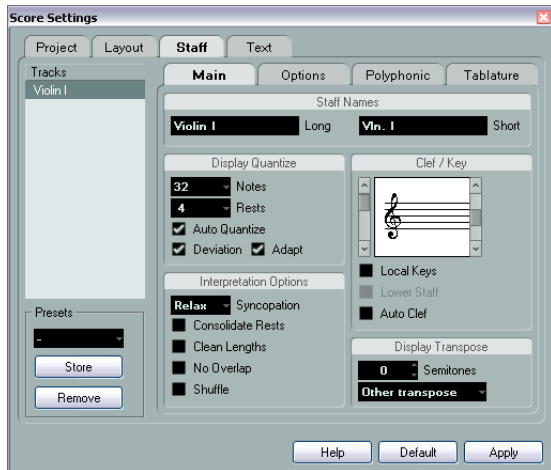 Score Settings
Project Layout Staff Text
Tracks
Violin I
Main Options Polyphonic Tablature
Staff Names
Violin I Long Vln. I Short
Display Quantize
32 Notes
4 Rests
Auto Quantize
Deviation Adapt
Clef / Key
Local Keys
Lower Staff
Auto Clef
Interpretation Options
Relax Syncopation
Consolidate Rests
Clean Lengths
No Overlap
Shuffle
Display Transpose
0 Semitones
Other transpose
Presets
-
Store
Remove
Help Default Apply